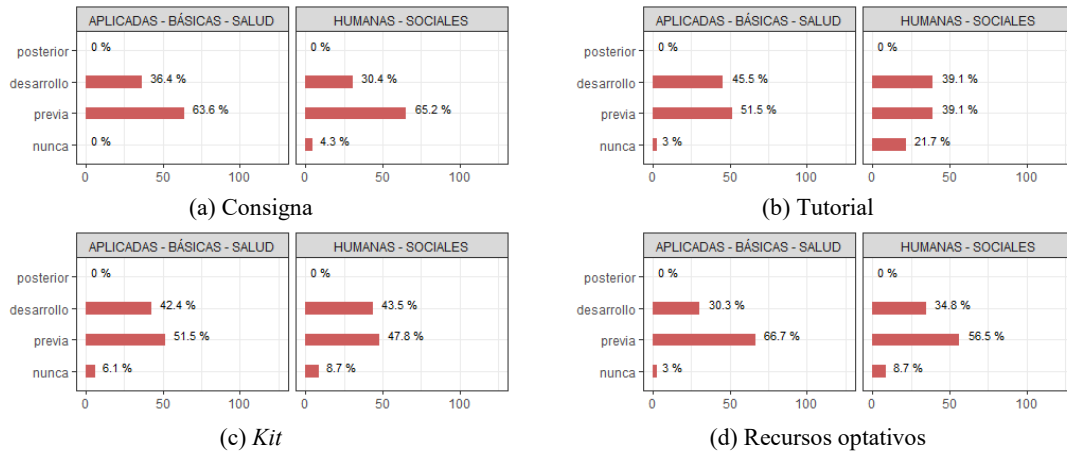 APLICADAS - BÁSICAS - SALUD HUMANAS - SOCIALES
posterior 0 % 0 %
desarrollo 36.4 % 30.4 %
previa 63.6 % 65.2 %
nunca 0 % 4.3 %
0 50 100 0 50 100
(a) Consigna
APLICADAS - BÁSICAS - SALUD HUMANAS - SOCIALES
posterior 0 % 0 %
desarrollo 45.5 % 39.1 %
previa 51.5 % 39.1 %
nunca 3 % 21.7 %
0 50 100 0 50 100
(b) Tutorial
APLICADAS - BÁSICAS - SALUD HUMANAS - SOCIALES
posterior 0 % 0 %
desarrollo 42.4 % 43.5 %
previa 51.5 % 47.8 %
nunca 6.1 % 8.7 %
0 50 100 0 50 100
(c) Kit
APLICADAS - BÁSICAS - SALUD HUMANAS - SOCIALES
posterior 0 % 0 %
desarrollo 30.3 % 34.8 %
previa 66.7 % 56.5 %
nunca 3 % 8.7 %
0 50 100 0 50 100
(d) Recursos optativos